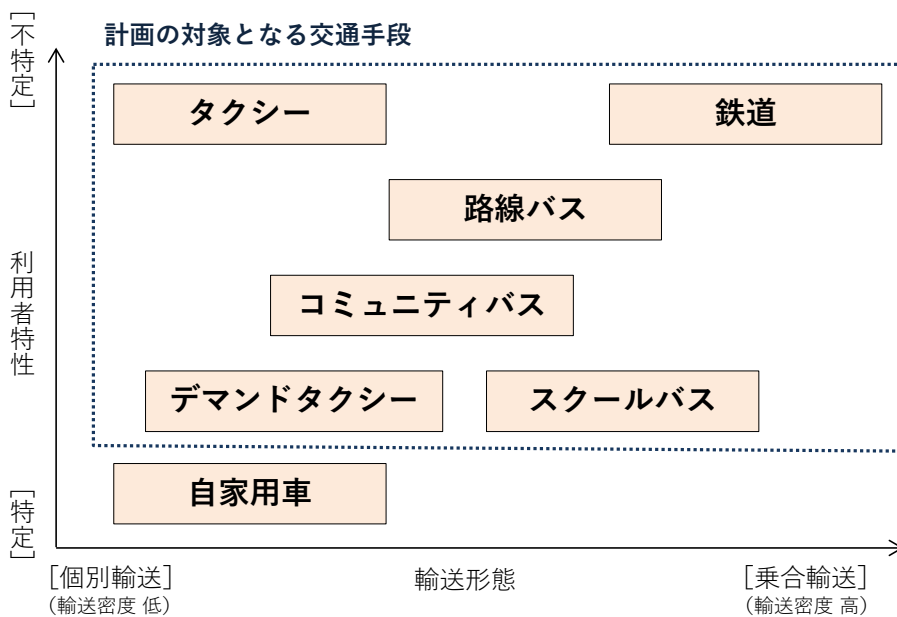 計画の対象となる交通手段
[不特定]
利用者特性
[特定]
タクシー
鉄道
路線バス
コミュニティバス
デマンドタクシー
スクールバス
自家用車
[個別輸送]
(輸送密度 低)
輸送形態
[乗合輸送]
(輸送密度 高)